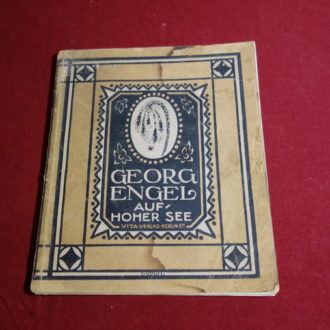 GEORG
ENGEL
AUF
HOHER SEE
VITA-VERLAG-BERLIN